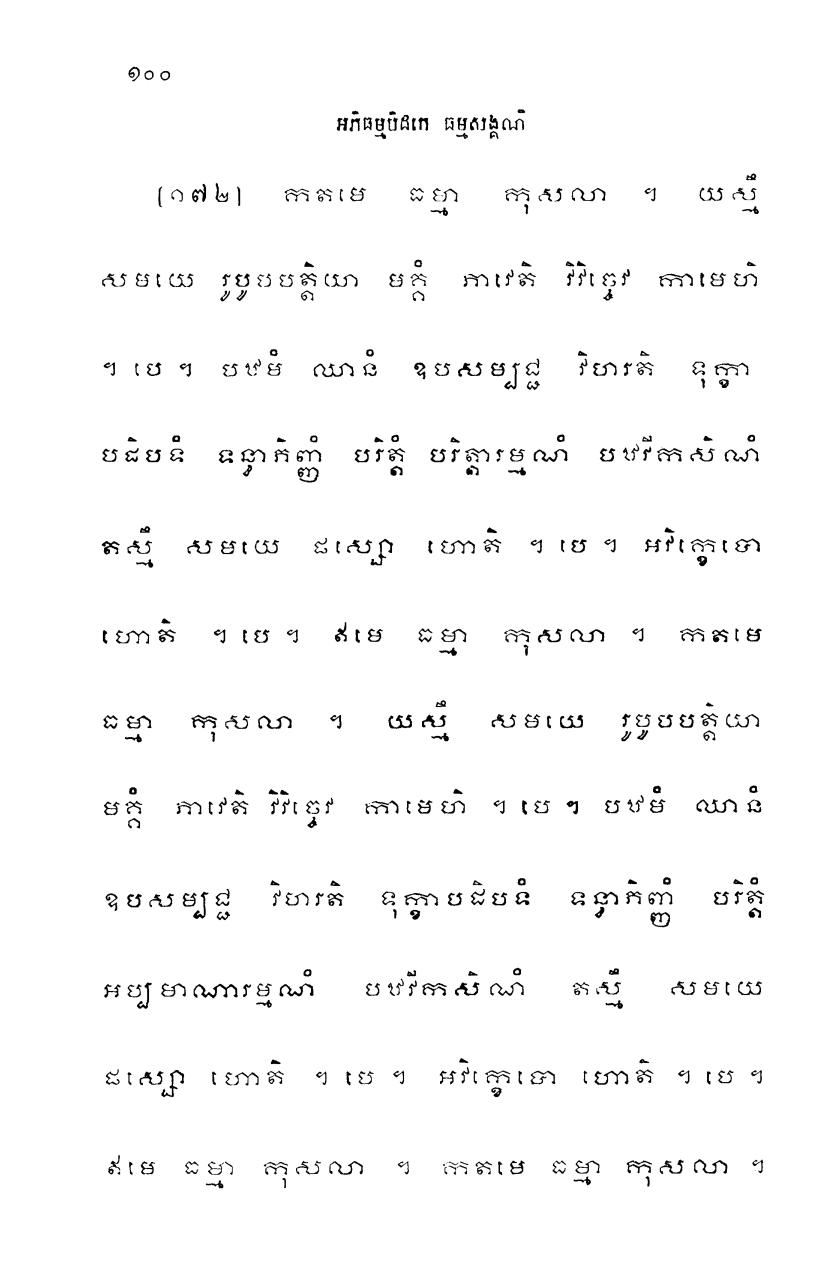 ១០០
អភិធម្មបិដកេ ធម្មសង្គណិ
(១៧២) កតមេ ធម្មា កុសលា ។ យស្មឹ
សមយេ រូបូបបត្តិយា មគ្គំ ភាវេតិ វិវិច្ចេវ កាមេហិ
។ បេ ។ បឋមំ ឈានំ ឧបសម្បជ្ជ វិហរតិ ទុក្ខា
បដិបទំ ទន្ធាភិញ្ញំ បរិត្តំ បរិត្តារម្មណំ បឋវីកសិណំ
តស្មឹ សមយេ ផស្សោ ហោតិ ។ បេ ។ អវិក្ខេបោ
ហោតិ ។ បេ ។ ឥមេ ធម្មា កុសលា ។ កតមេ
ធម្មា កុសលា ។ យស្មឹ សមយេ រូបូបបត្តិយា
មគ្គំ ភាវេតិ វិវិច្ចេវ កាមេហិ ។ បេ ។ បឋមំ ឈានំ
ឧបសម្បជ្ជ វិហរតិ ទុក្ខាបដិបទំ ទន្ធាភិញ្ញំ បរិត្តំ
អប្បមាណារម្មណំ បឋវីកសិណំ តស្មឹ សមយេ
ផស្សោ ហោតិ ។ បេ ។ អវិក្ខេបោ ហោតិ ។ បេ ។
ឥមេ ធម្មា កុសលា ។ កតមេ ធម្មា កុសលា ។